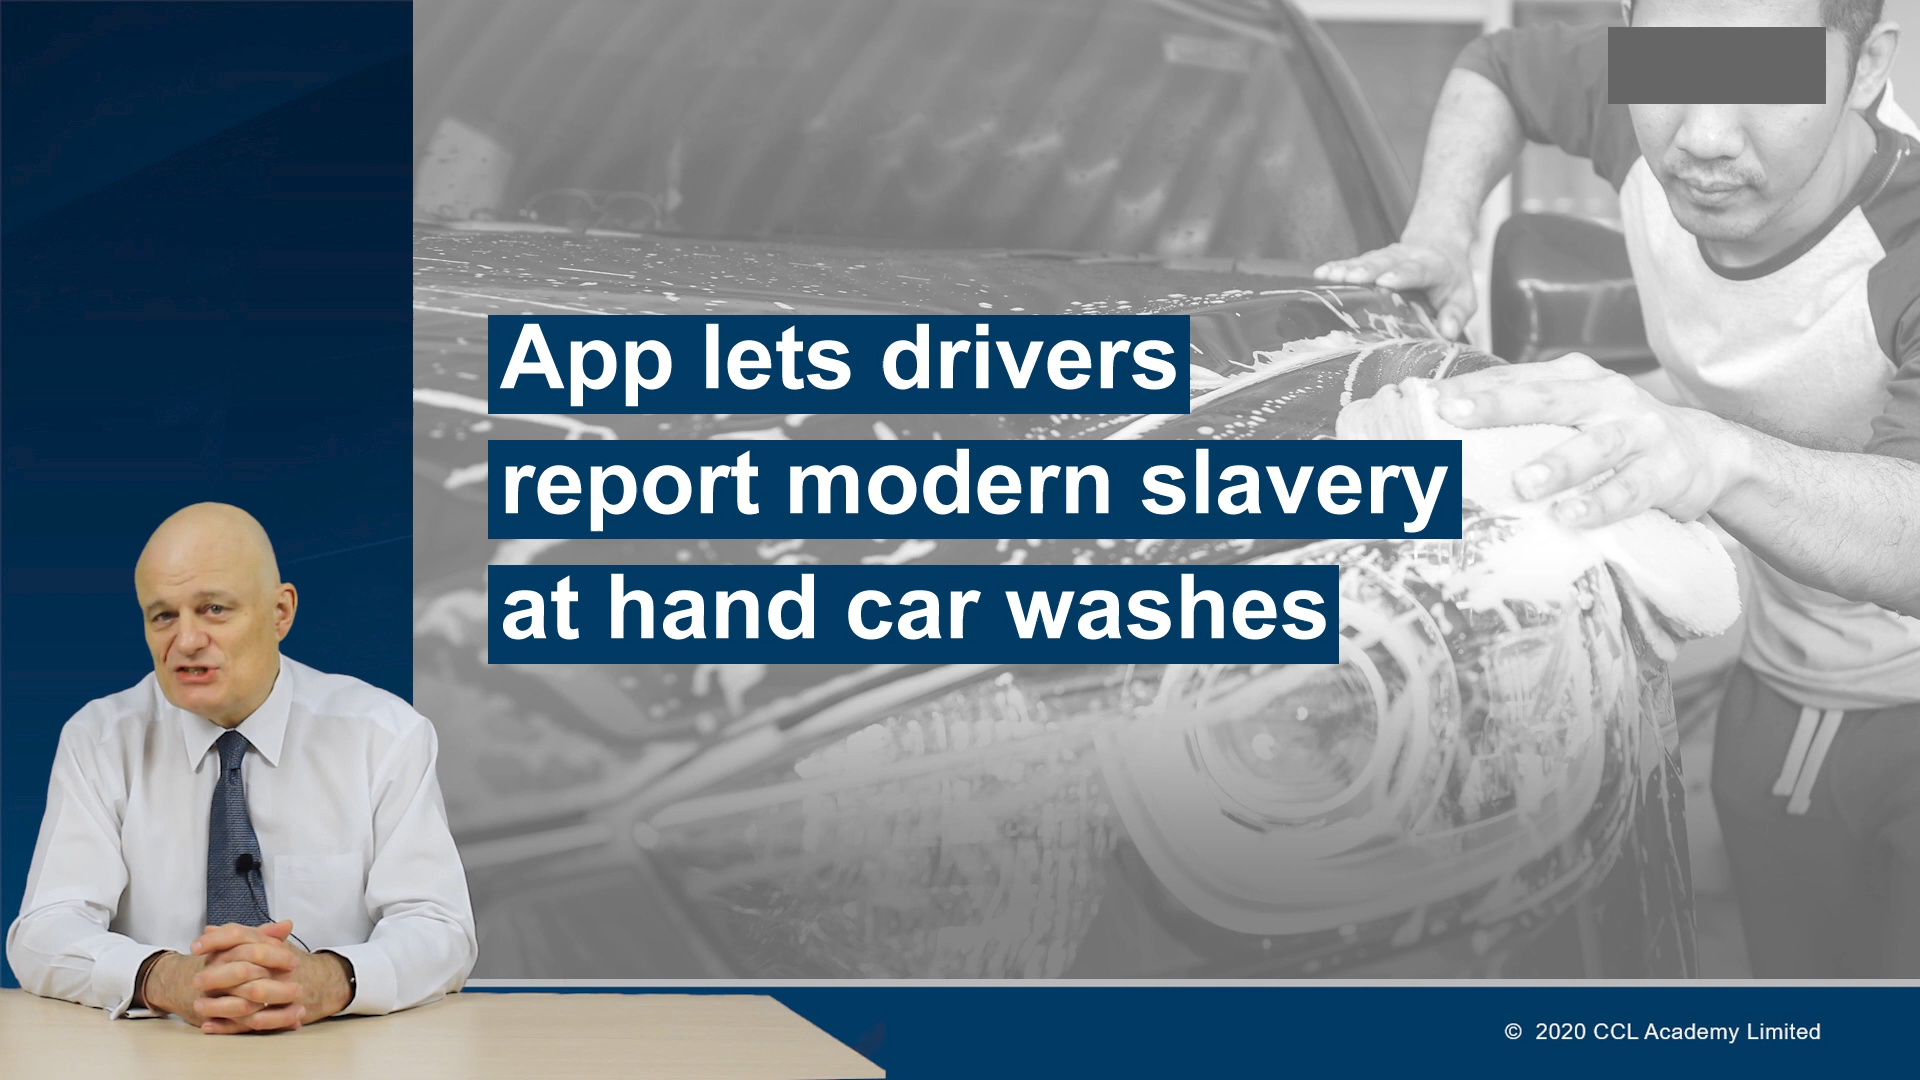 App lets drivers
report modern slavery
at hand car washes
© 2020 CCL Academy Limited